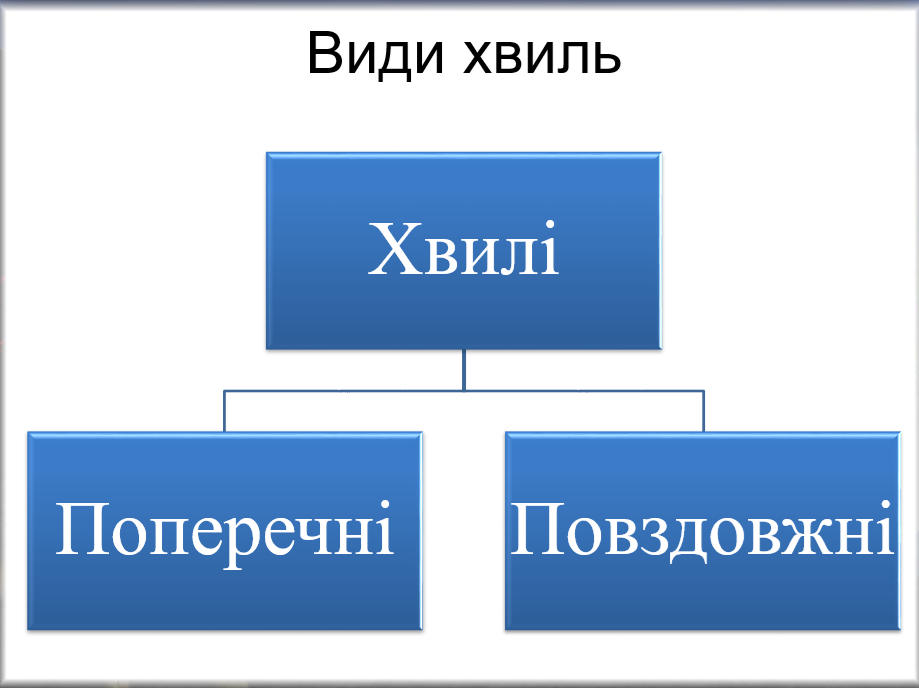 Види хвиль
Хвилі
Поперечні
Повздовжні